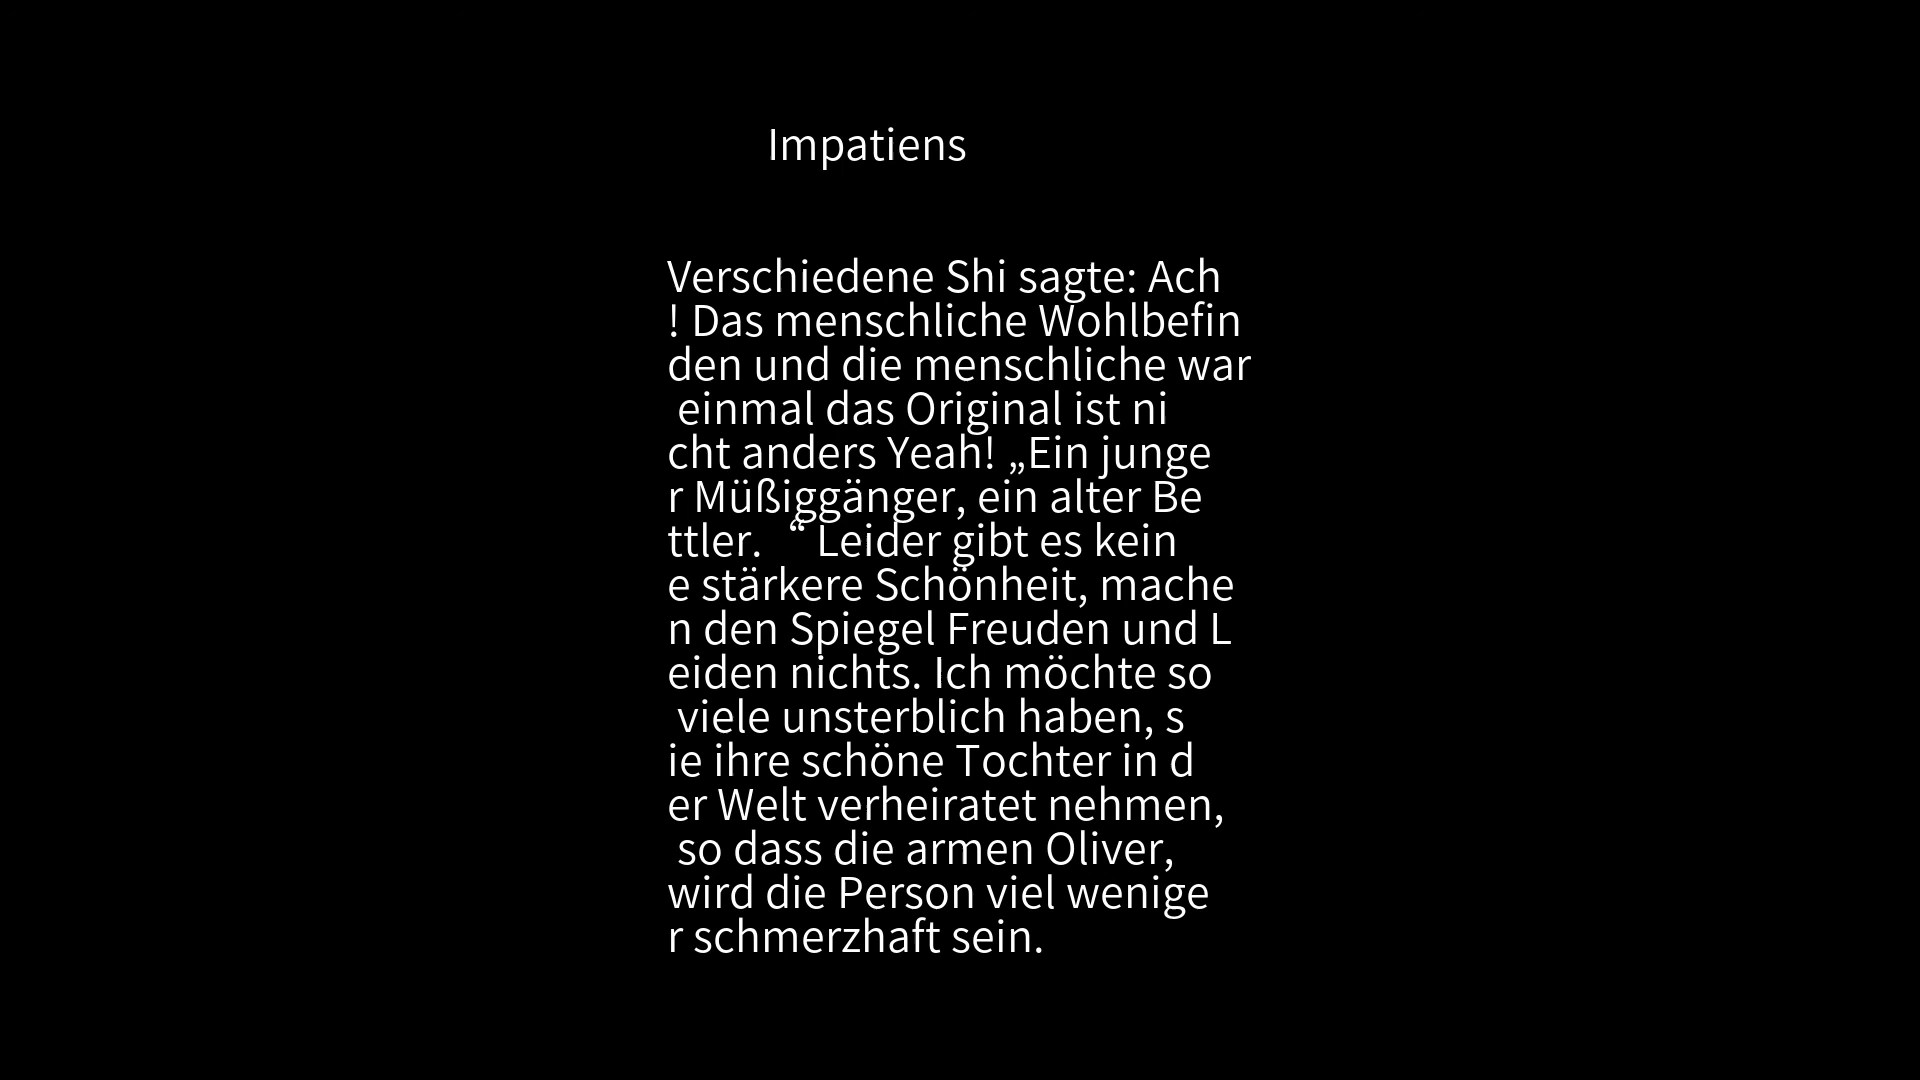 Impatiens
Verschiedene Shi sagte: Ach
! Das menschliche Wohlbefin
den und die menschliche war
einmal das Original ist ni
cht anders Yeah! „Ein junge
r Müßiggänger, ein alter Be
ttler. “ Leider gibt es kein
e stärkere Schönheit, mache
n den Spiegel Freuden und L
eiden nichts. Ich möchte so
viele unsterblich haben, s
ie ihre schöne Tochter in d
er Welt verheiratet nehmen,
so dass die armen Oliver,
wird die Person viel wenige
r schmerzhaft sein.